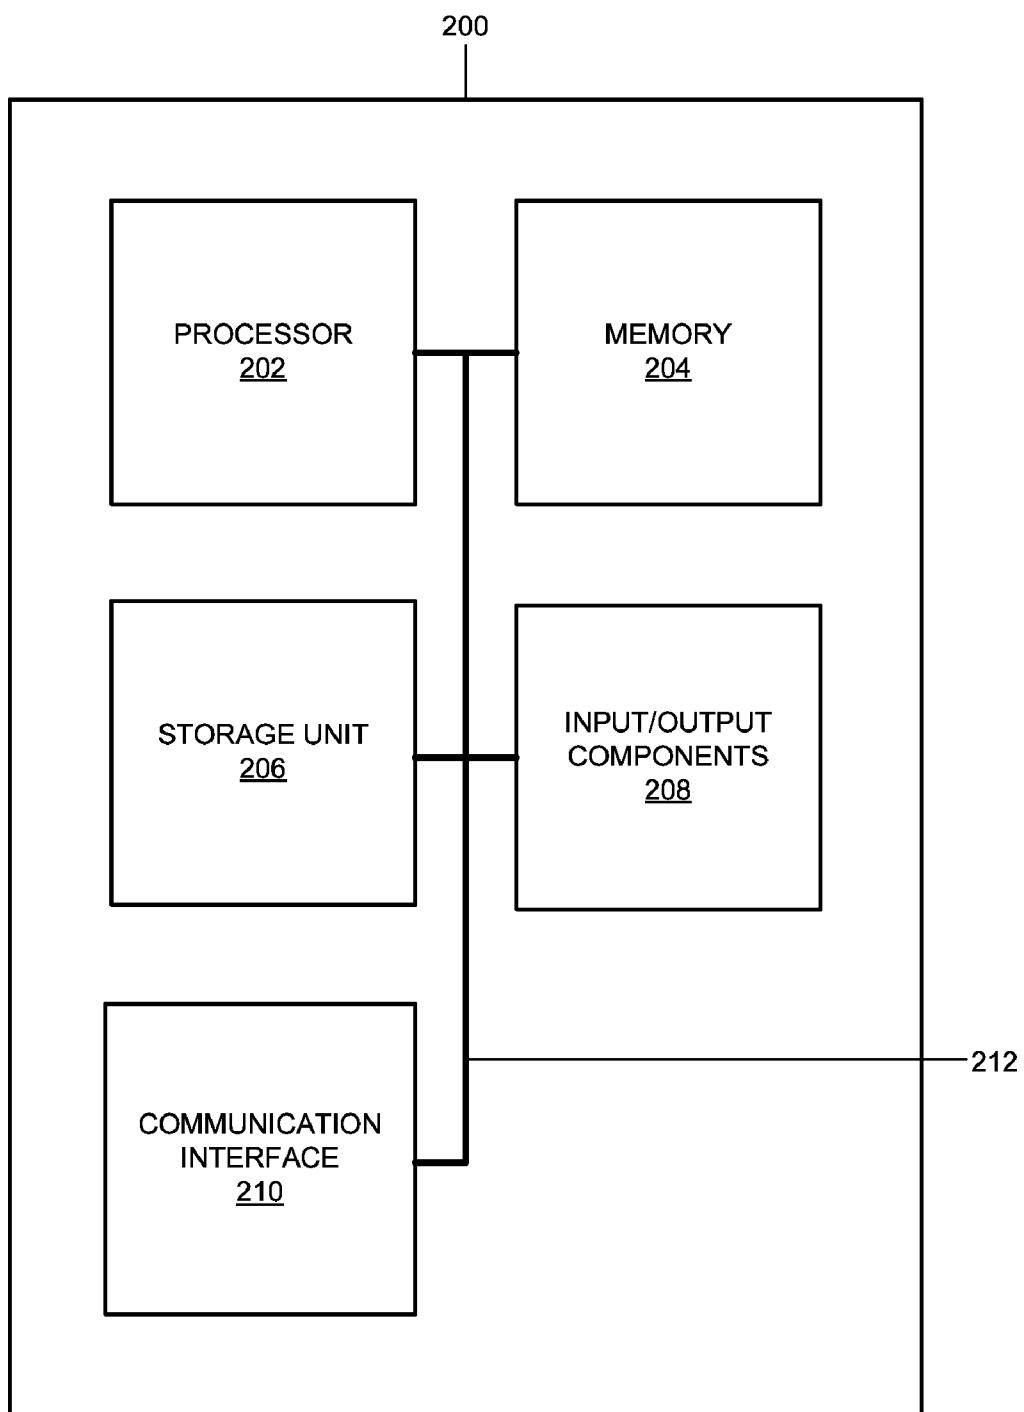 200
PROCESSOR
202
MEMORY
204
STORAGE UNIT
206
INPUT/OUTPUT
COMPONENTS
208
212
COMMUNICATION
INTERFACE
210